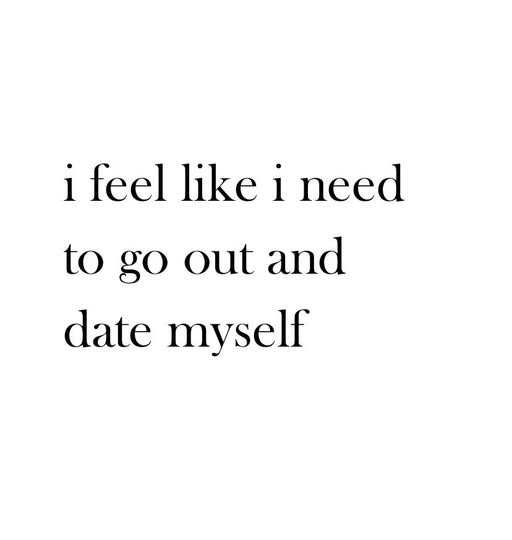 i feel like i need
to go out and
date myself